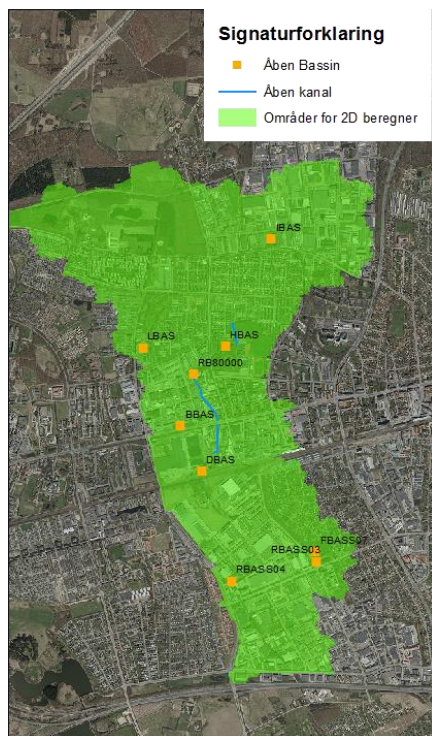 Signaturforklaring
Åben Bassin
Åben kanal
Områder for 2D beregner
IBAS
LBAS
HBAS
RB80000
BBAS
DBAS
FBASS07
RBASS03
RBASS04